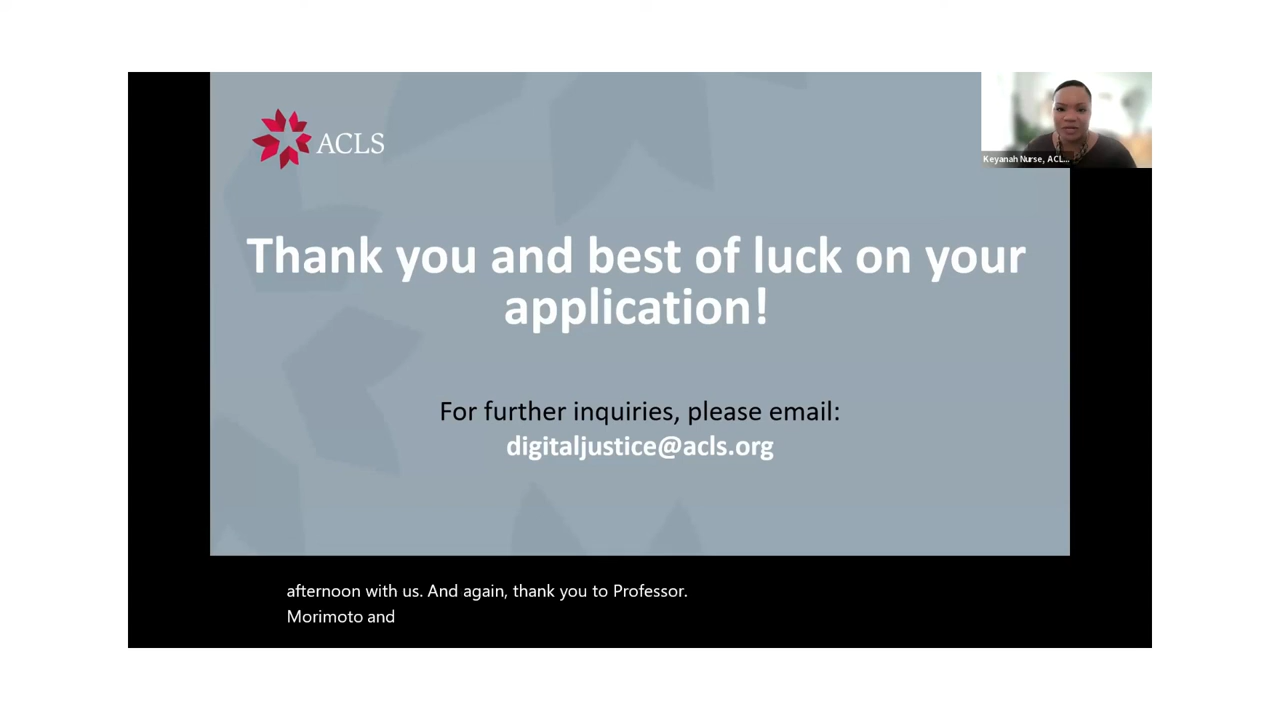 ACLS
Keyanah Nurse, ACL...
Thank you and best of luck on your
application!
For further inquiries, please email:
digitaljustice@acls.org
afternoon with us. And again, thank you to Professor.
Morimoto and